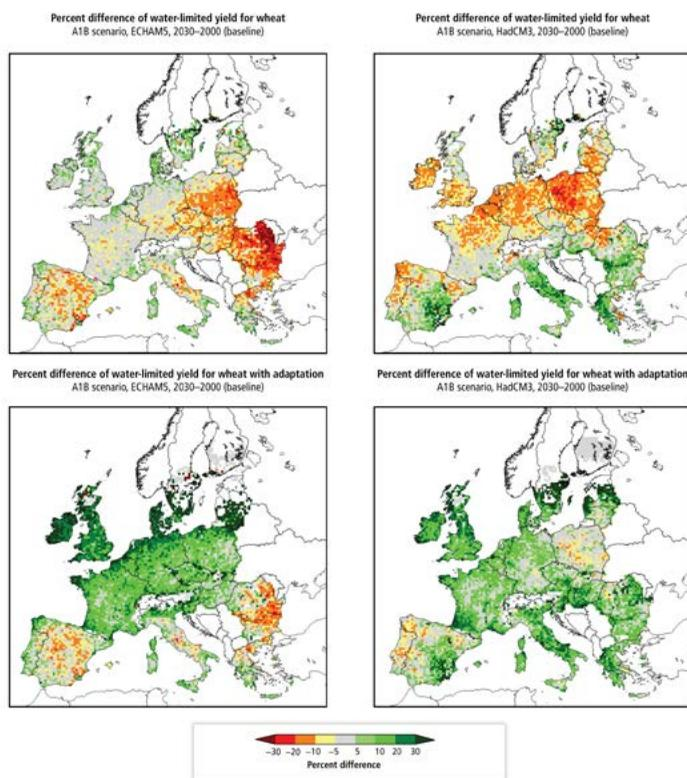 Percent difference of water-limited yield for wheat
A1B scenario, ECHAM5, 2030–2000 (baseline)
Percent difference of water-limited yield for wheat
A1B scenario, HadCM3, 2030–2000 (baseline)
Percent difference of water-limited yield for wheat with adaptation
A1B scenario, ECHAM5, 2030–2000 (baseline)
Percent difference of water-limited yield for wheat with adaptation
A1B scenario, HadCM3, 2030–2000 (baseline)
−30 −20 −10 −5 5 10 20 30
Percent difference